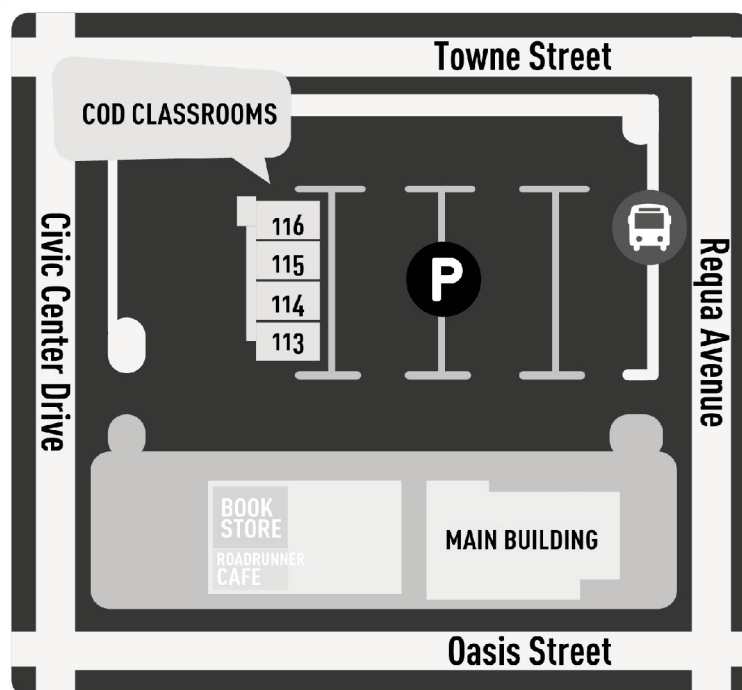 Towne Street
COD CLASSROOMS
116
115
114
113
P
Civic Center Drive
Requa Avenue
BOOK
STORE
ROADRUNNER
CAFE
MAIN BUILDING
Oasis Street